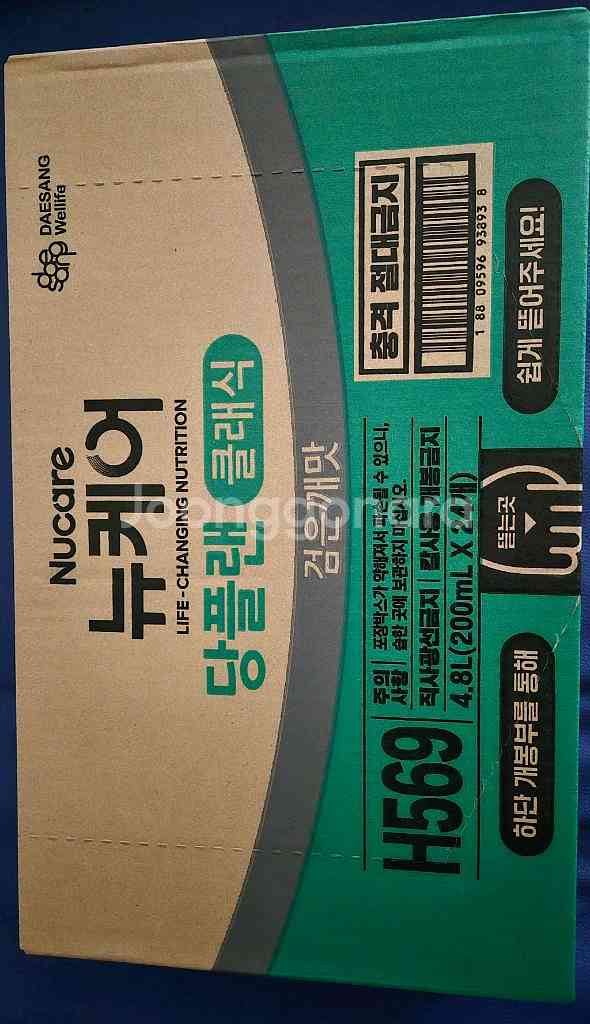 DAESANG
Wellife
Nucare
뉴케어
LIFE-CHANGING NUTRITION
당플랜 클래식
검은깨맛
Joonggonara
충격 절대금지
1 88 09596 93893 8
H569
주의사항
포장박스가 약해져서 파손될 수 있으니,
습한 곳에 보관하지 마십시오.
직사광선금지 | 칼사용개봉금지
4.8L(200mL X 24개)
하단 개봉부를 통해
뜯는곳
쉽게 뜯어주세요!